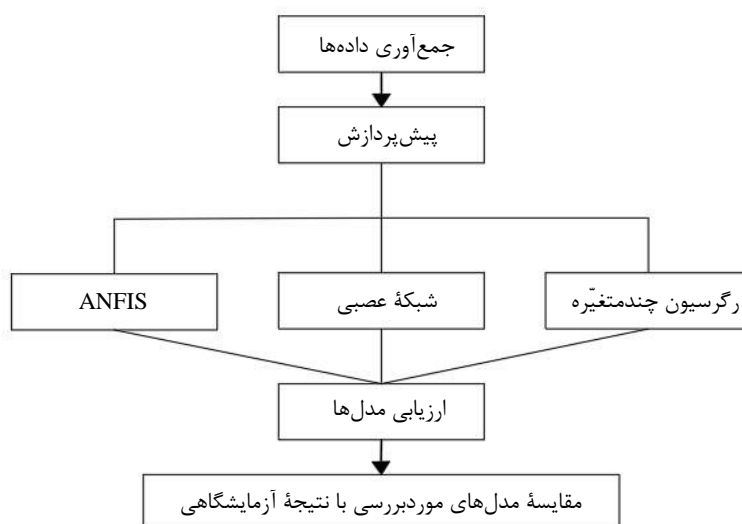 جمع‌آوری داده‌ها
پیش‌پردازش
رگرسیون چندمتغیّره
شبکهٔ عصبی
ANFIS
ارزیابی مدل‌ها
مقایسهٔ مدل‌های موردبررسی با نتیجهٔ آزمایشگاهی